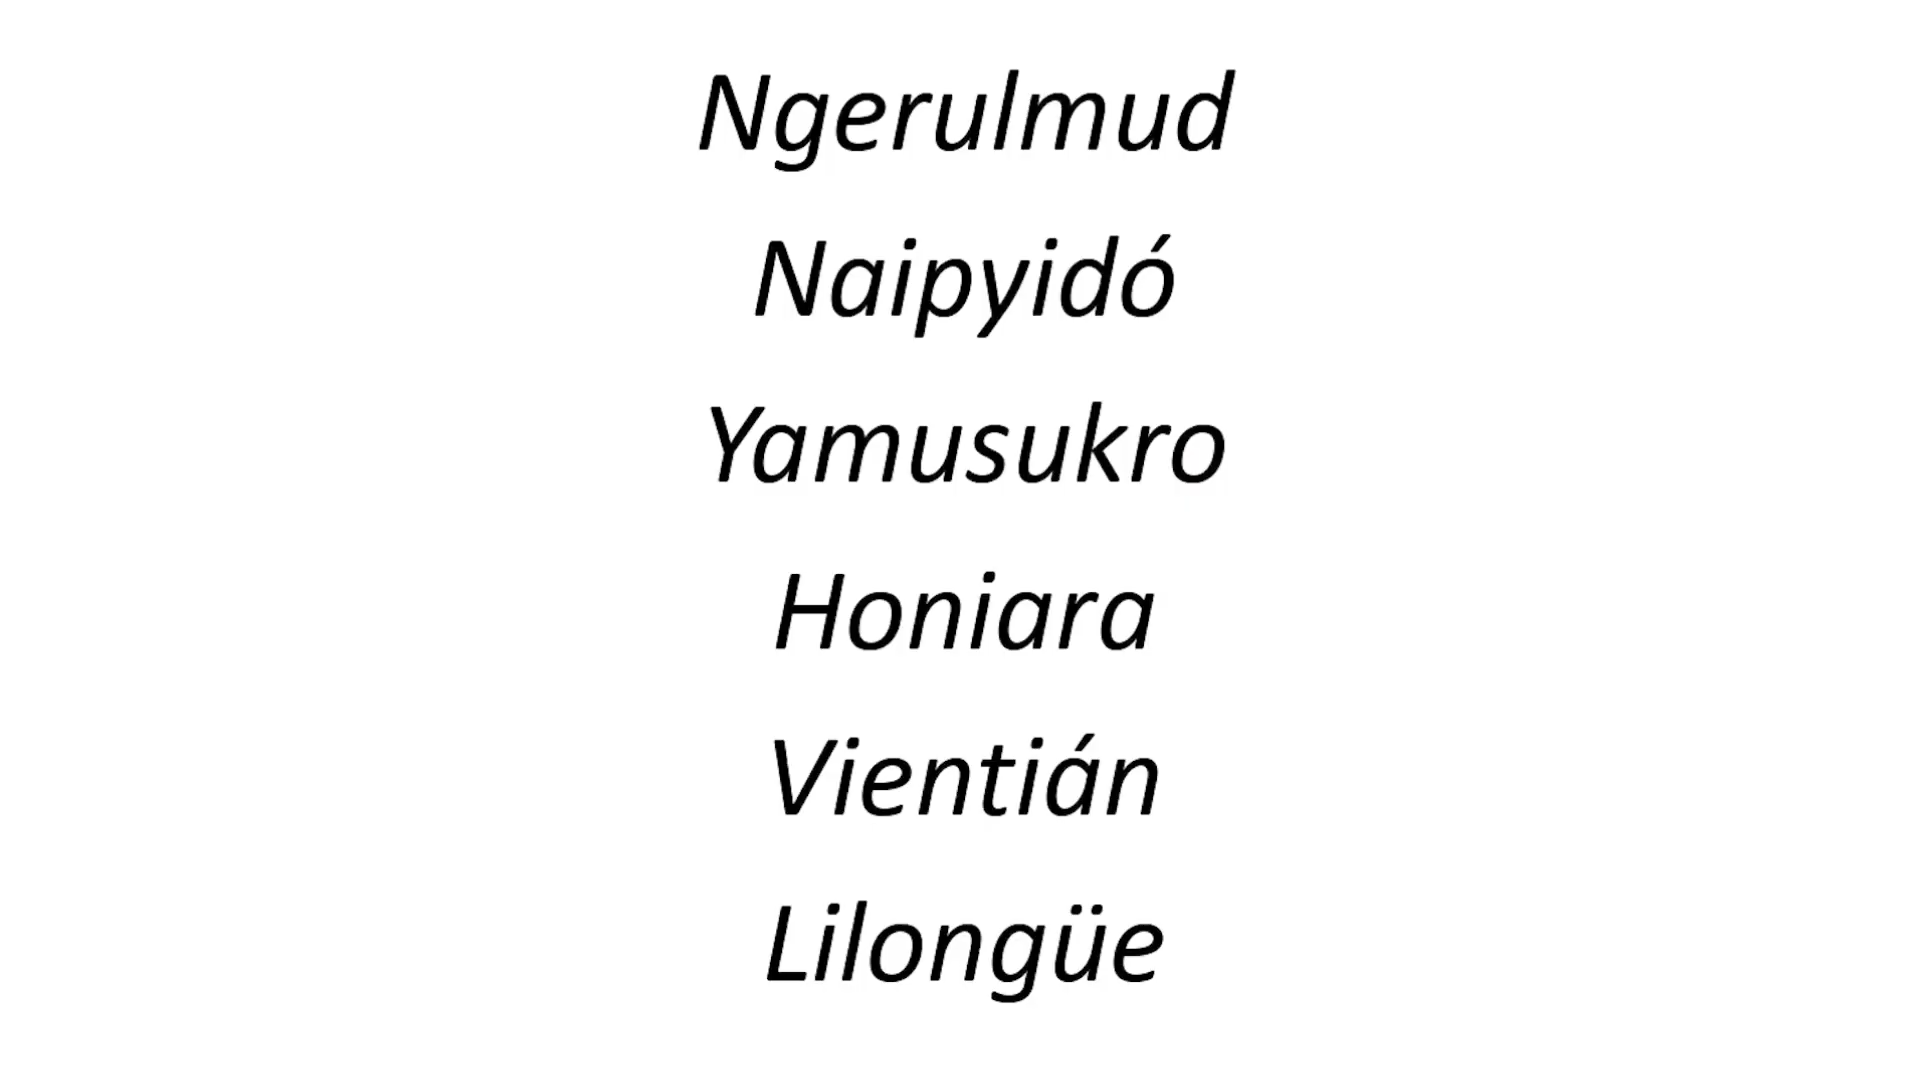 Ngerulmud
Naipyidó
Yamusukro
Honiara
Vientián
Lilongüe